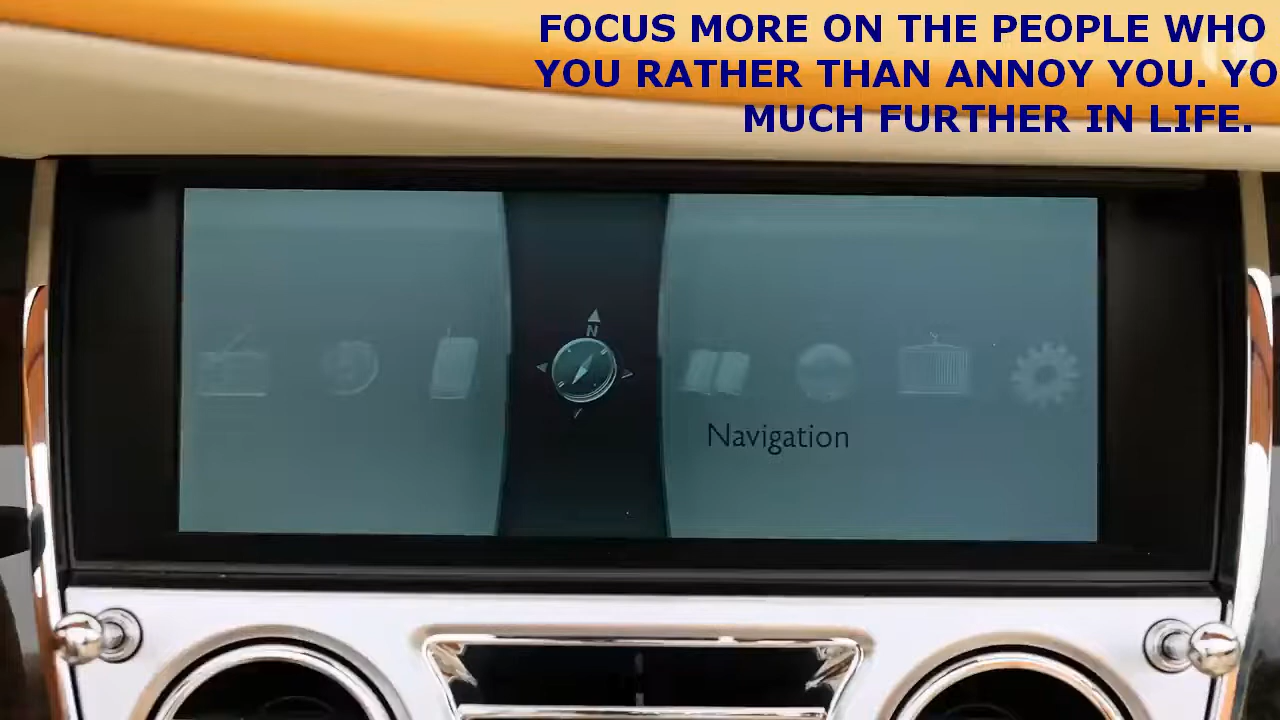 FOCUS MORE ON THE PEOPLE WHO
YOU RATHER THAN ANNOY YOU. YO
MUCH FURTHER IN LIFE.
N
Navigation